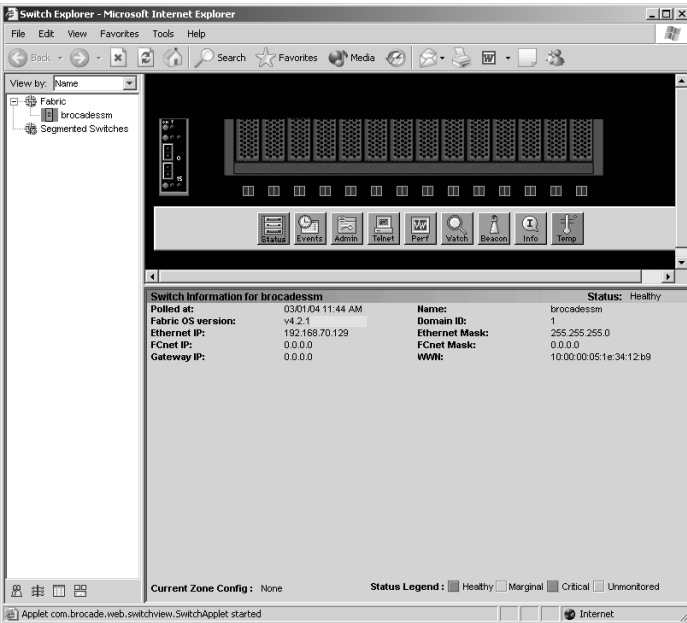 Switch Explorer - Microsoft Internet Explorer
File Edit View Favorites Tools Help
Back Search Favorites Media
View by: Name
Fabric
brocadessm
Segmented Switches
0
15
Status Events Admin Telnet Perf Watch Beacon Info Temp
Switch Information for brocadessm Status: Healthy
Polled at: 03/01/04 11:44 AM Name: brocadessm
Fabric OS version: v4.2.1 Domain ID: 1
Ethernet IP: 192.168.70.129 Ethernet Mask: 255.255.255.0
FCnet IP: 0.0.0.0 FCnet Mask: 0.0.0.0
Gateway IP: 0.0.0.0 WWN: 10:00:00:05:1e:34:12:b9
Current Zone Config : None Status Legend : Healthy Marginal Critical Unmonitored
Applet com.brocade.web.switchview.SwitchApplet started Internet